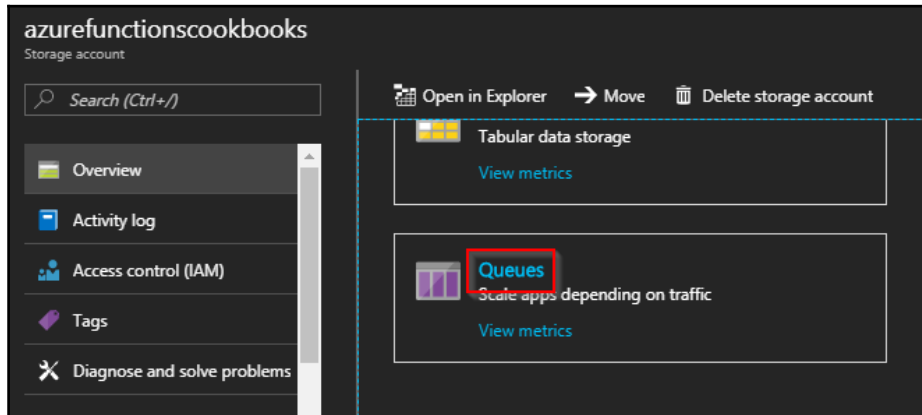 azurefunctionscookbooks
Storage account
Search (Ctrl+/)
Overview
Activity log
Access control (IAM)
Tags
Diagnose and solve problems
Open in Explorer Move Delete storage account
Tabular data storage
View metrics
Queues
Scale apps depending on traffic
View metrics